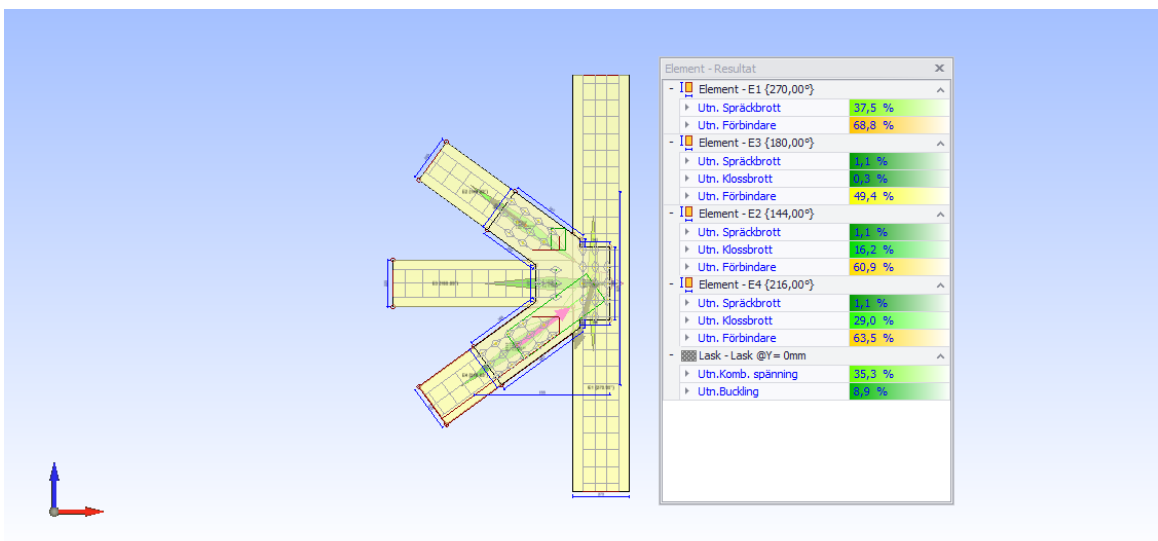 Element - Resultat
Element - E1 {270,00°}
Utn. Spräckbrott 37,5 %
Utn. Förbindare 68,8 %
Element - E3 {180,00°}
Utn. Spräckbrott 1,1 %
Utn. Klossbrott 0,3 %
Utn. Förbindare 49,4 %
Element - E2 {144,00°}
Utn. Spräckbrott 1,1 %
Utn. Klossbrott 16,2 %
Utn. Förbindare 60,9 %
Element - E4 {216,00°}
Utn. Spräckbrott 1,1 %
Utn. Klossbrott 29,0 %
Utn. Förbindare 63,5 %
Lask - Lask @Y= 0mm
Utn.Komb. spänning 35,3 %
Utn.Buckling 8,9 %